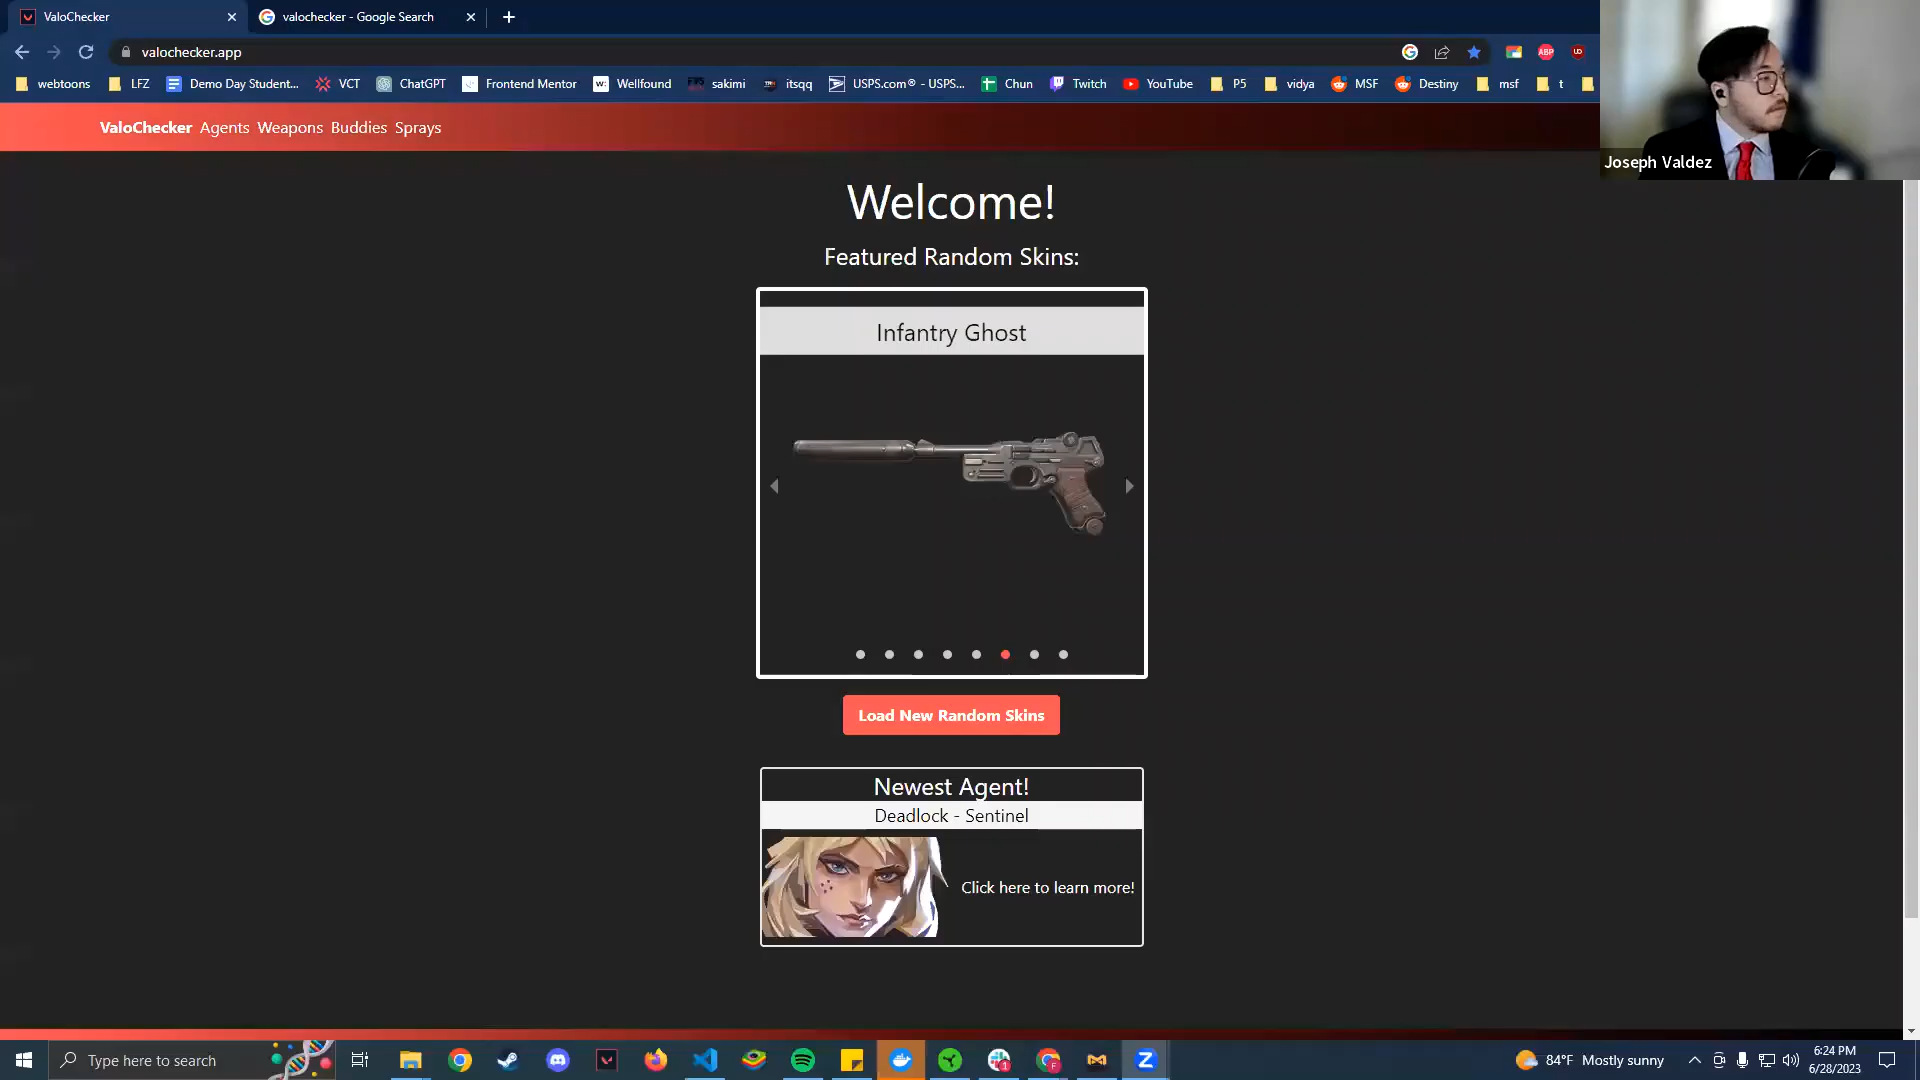 ValoChecker
valochecker - Google Search
valochecker.app
ABP
webtoons
LFZ
Demo Day Student...
VCT
ChatGPT
Frontend Mentor
Wellfound
sakimi
itsqq
USPS.com® - USPS...
Chun
Twitch
YouTube
P5
vidya
MSF
Destiny
msf
t
ValoChecker Agents Weapons Buddies Sprays
Joseph Valdez
Welcome!
Featured Random Skins:
Infantry Ghost
Load New Random Skins
Newest Agent!
Deadlock - Sentinel
Click here to learn more!
Type here to search
84°F Mostly sunny
6:24 PM
6/28/2023